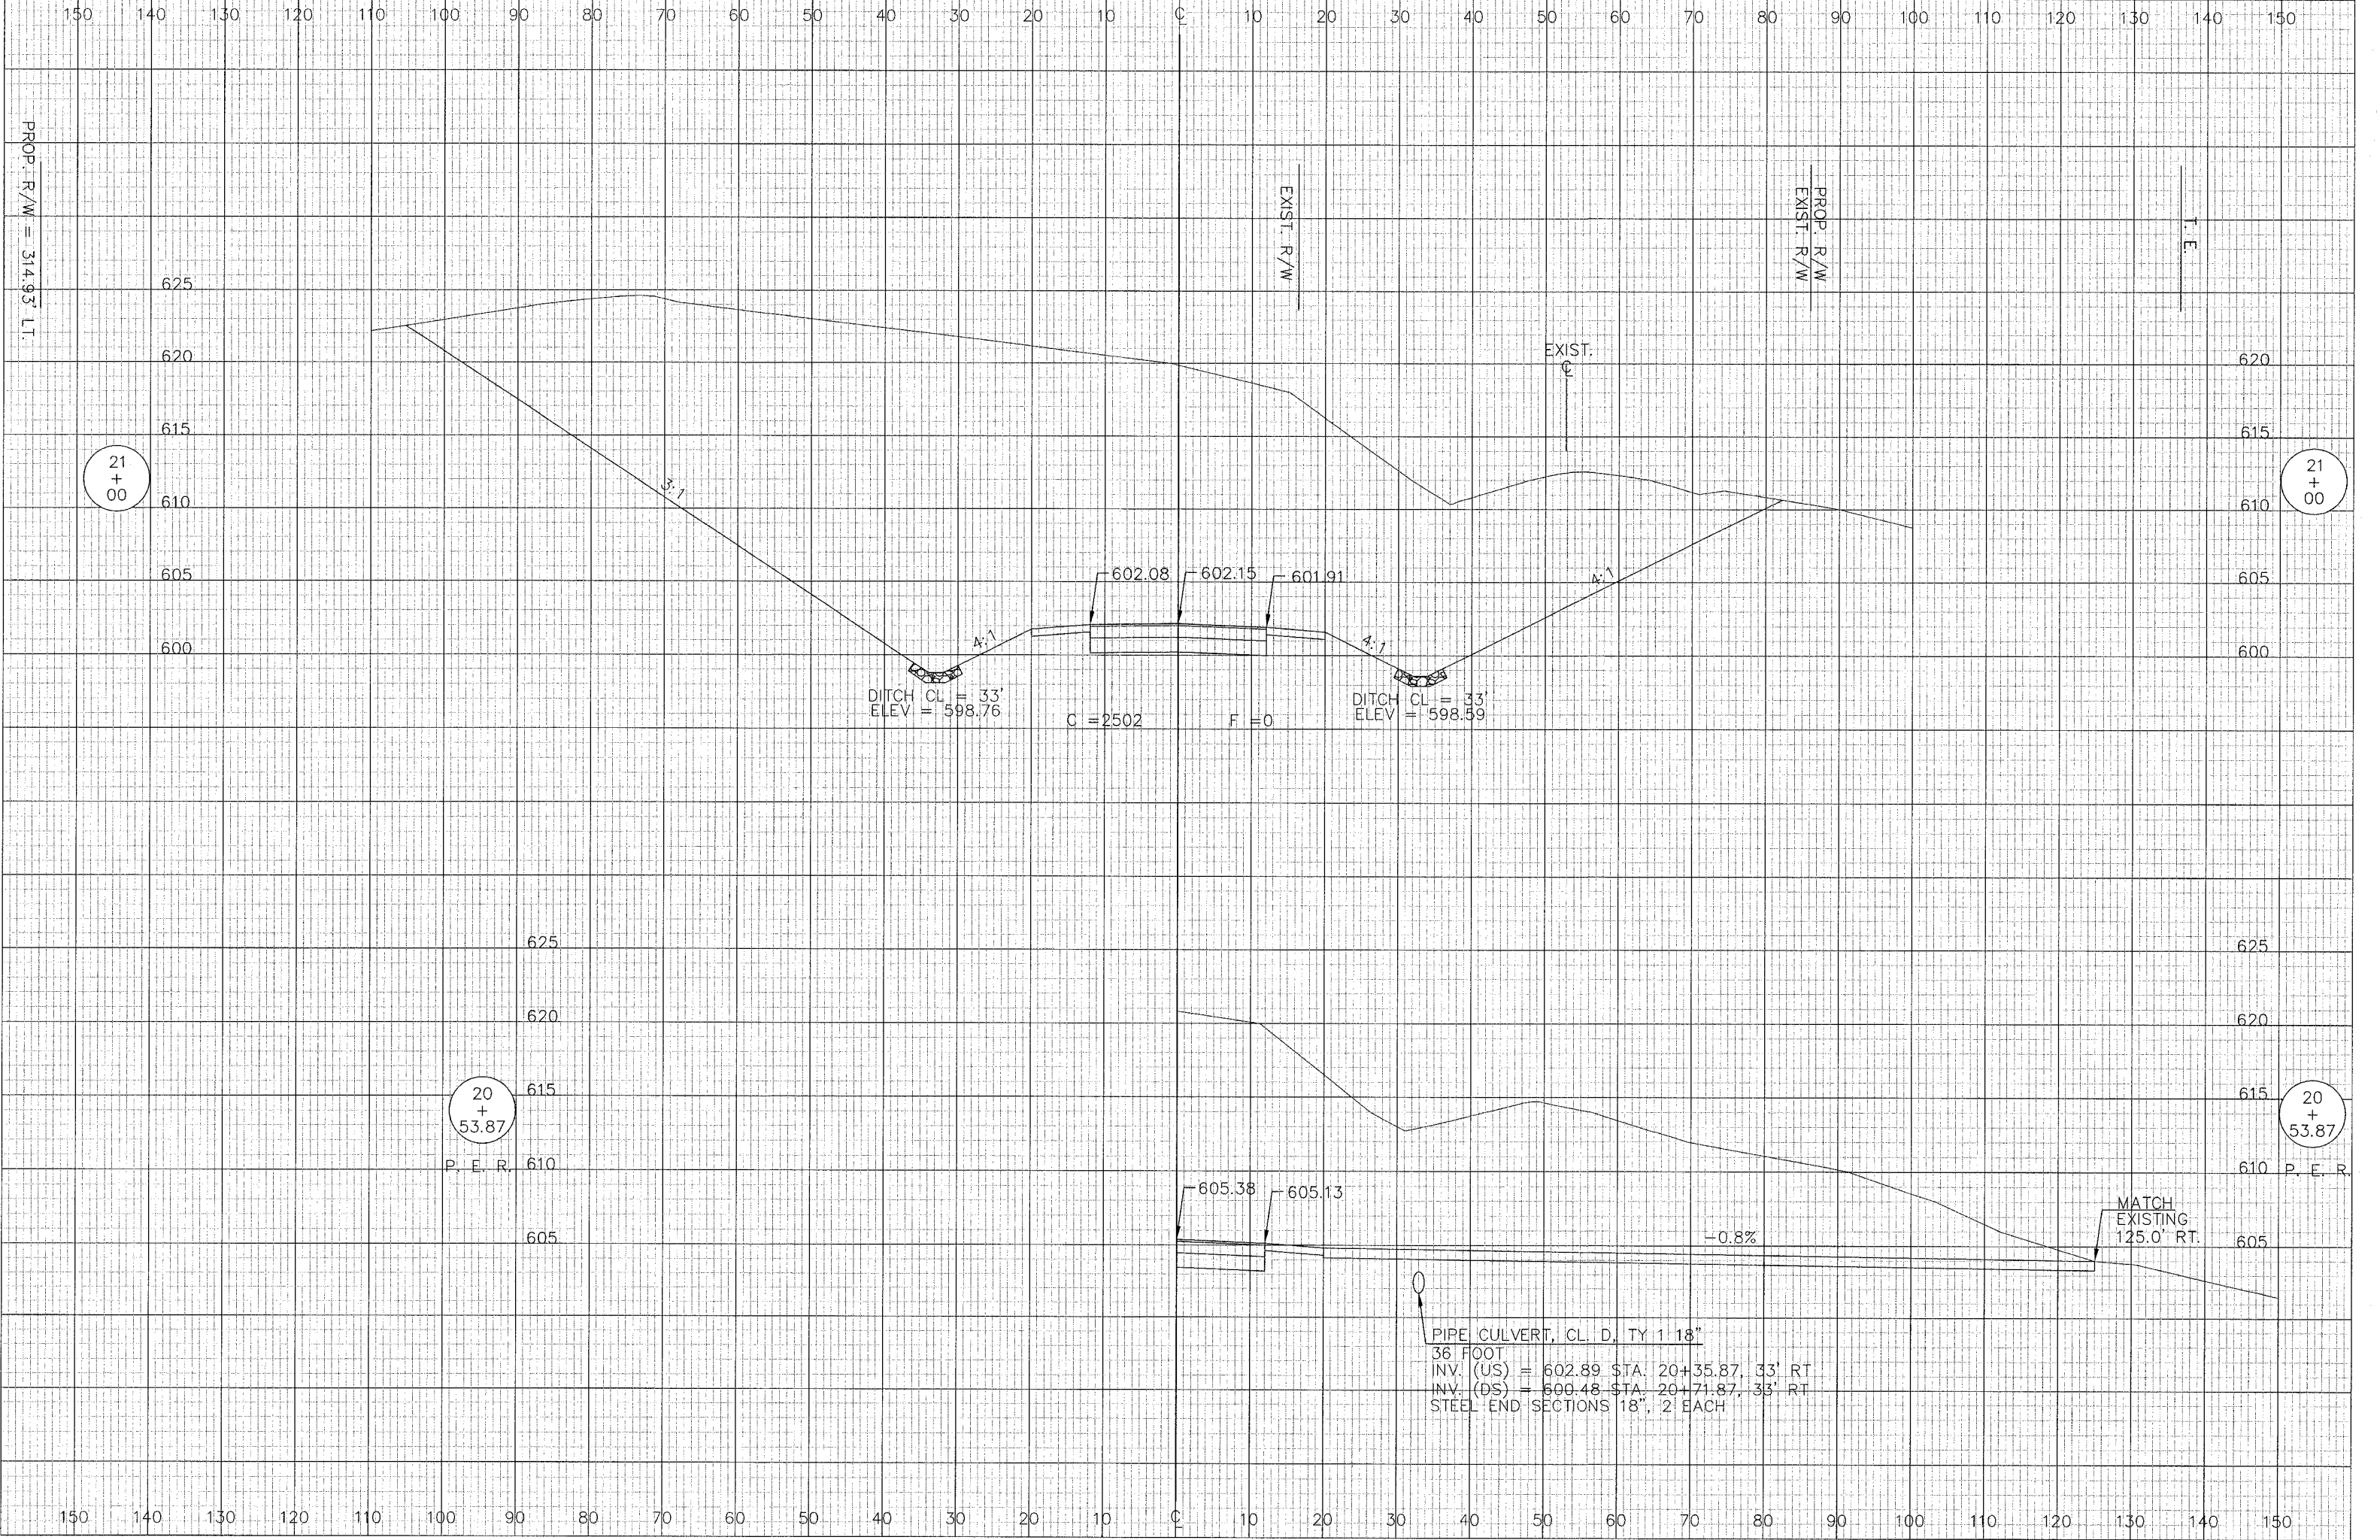 150 140 130 120 110 100 90 80 70 60 50 40 30 20 10 ℄ 10 20 30 40 50 60 70 80 90 100 110 120 130 140 150
PROP. R/W = 314.93' LT.
EXIST. R/W
PROP. R/W
EXIST. R/W
T. E.
625
620
615
610
605
600
620
615
610
605
600
21
+
00
21
+
00
EXIST.
℄
3:1
4:1
4:1
4:1
602.08
602.15
601.91
DITCH CL = 33'
ELEV = 598.76
C =2502
F =0
DITCH CL = 33'
ELEV = 598.59
625
620
615
610
605
625
620
615
610
605
20
+
53.87
P. E. R.
20
+
53.87
P. E. R.
605.38
605.13
-0.8%
MATCH
EXISTING
125.0' RT.
PIPE CULVERT, CL. D, TY 1 18"
36 FOOT
INV. (US) = 602.89 STA. 20+35.87, 33' RT
INV. (DS) = 600.48 STA. 20+71.87, 33' RT
STEEL END SECTIONS 18", 2 EACH
150 140 130 120 110 100 90 80 70 60 50 40 30 20 10 ℄ 10 20 30 40 50 60 70 80 90 100 110 120 130 140 150